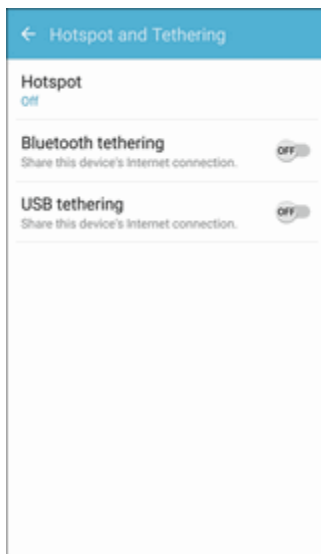 Hotspot and Tethering
Hotspot
Off
Bluetooth tethering
Share this device's Internet connection.
OFF
USB tethering
Share this device's Internet connection.
OFF